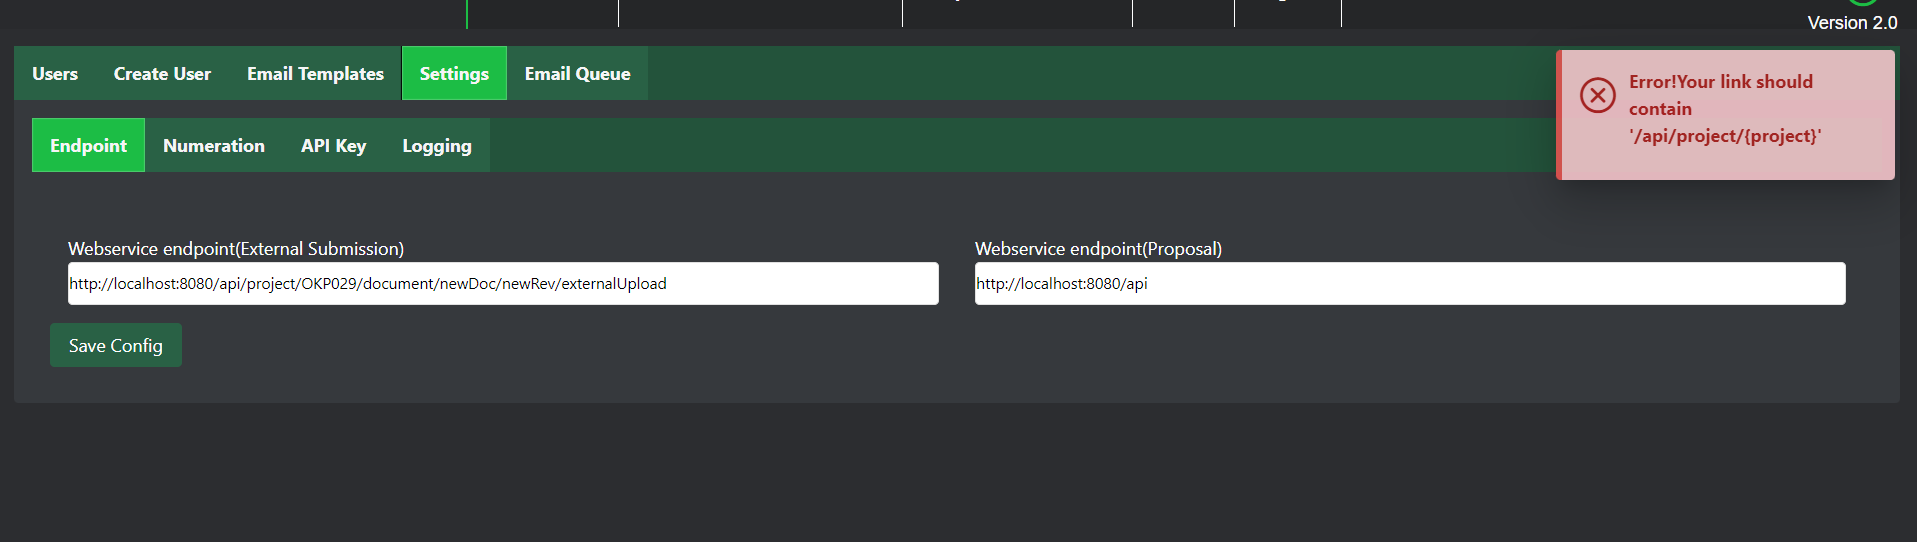 Version 2.0
Users Create User Email Templates Settings Email Queue
Error!Your link should
contain
'/api/project/{project}'
Endpoint Numeration API Key Logging
Webservice endpoint(External Submission) Webservice endpoint(Proposal)
http://localhost:8080/api/project/OKP029/document/newDoc/newRev/externalUpload http://localhost:8080/api
Save Config